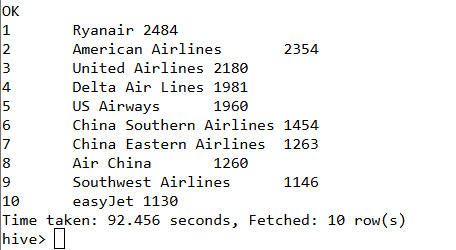 OK
1 Ryanair 2484
2 American Airlines 2354
3 United Airlines 2180
4 Delta Air Lines 1981
5 US Airways 1960
6 China Southern Airlines 1454
7 China Eastern Airlines 1263
8 Air China 1260
9 Southwest Airlines 1146
10 easyJet 1130
Time taken: 92.456 seconds, Fetched: 10 row(s)
hive>